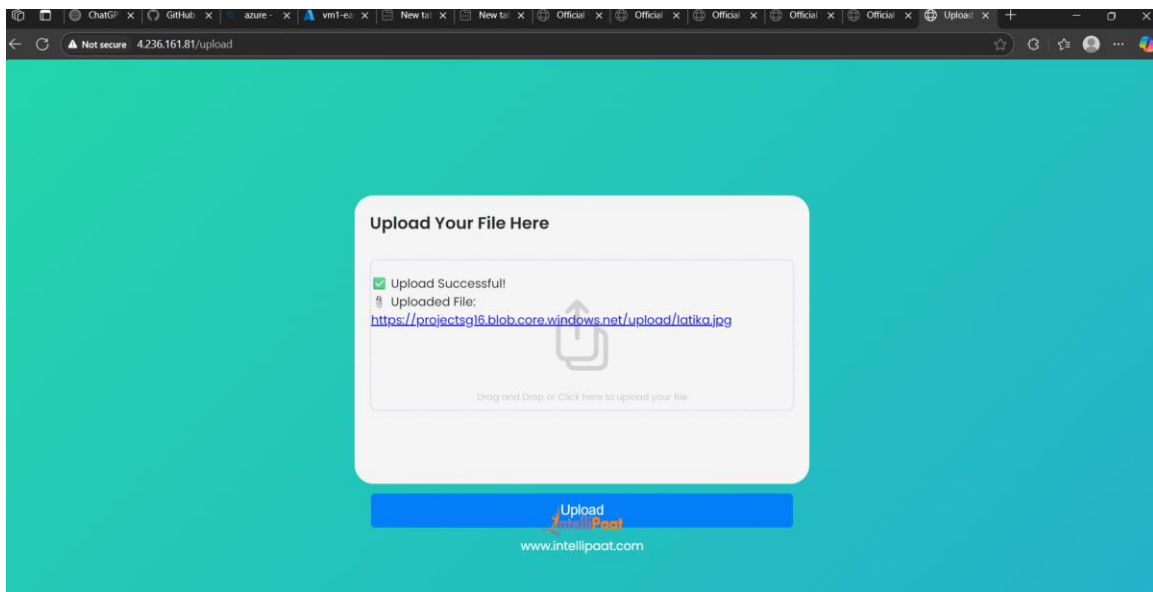 ChatGP GitHub azure - vm1-ea New tal New tal Official Official Official Official Official Upload
Not secure 4.236.161.81/upload
Upload Your File Here
Upload Successful!
Uploaded File:
https://projectsg16.blob.core.windows.net/upload/latika.jpg
Drag and Drop or Click here to upload your file
Upload
IntelliPaat
www.intellipaat.com